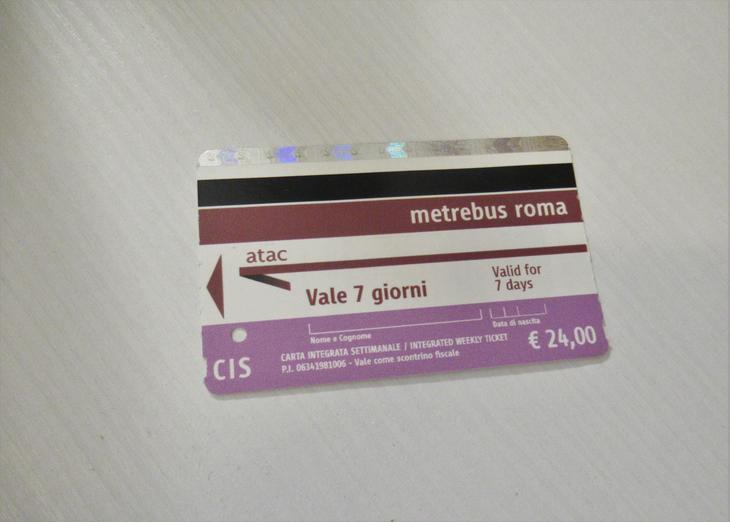 metrebus roma
atac
Vale 7 giorni
Valid for
7 days
Nome e Cognome
Data di nascita
CIS
CARTA INTEGRATA SETTIMANALE / INTEGRATED WEEKLY TICKET
P.I. 06341981006 - Vale come scontrino fiscale
€ 24,00